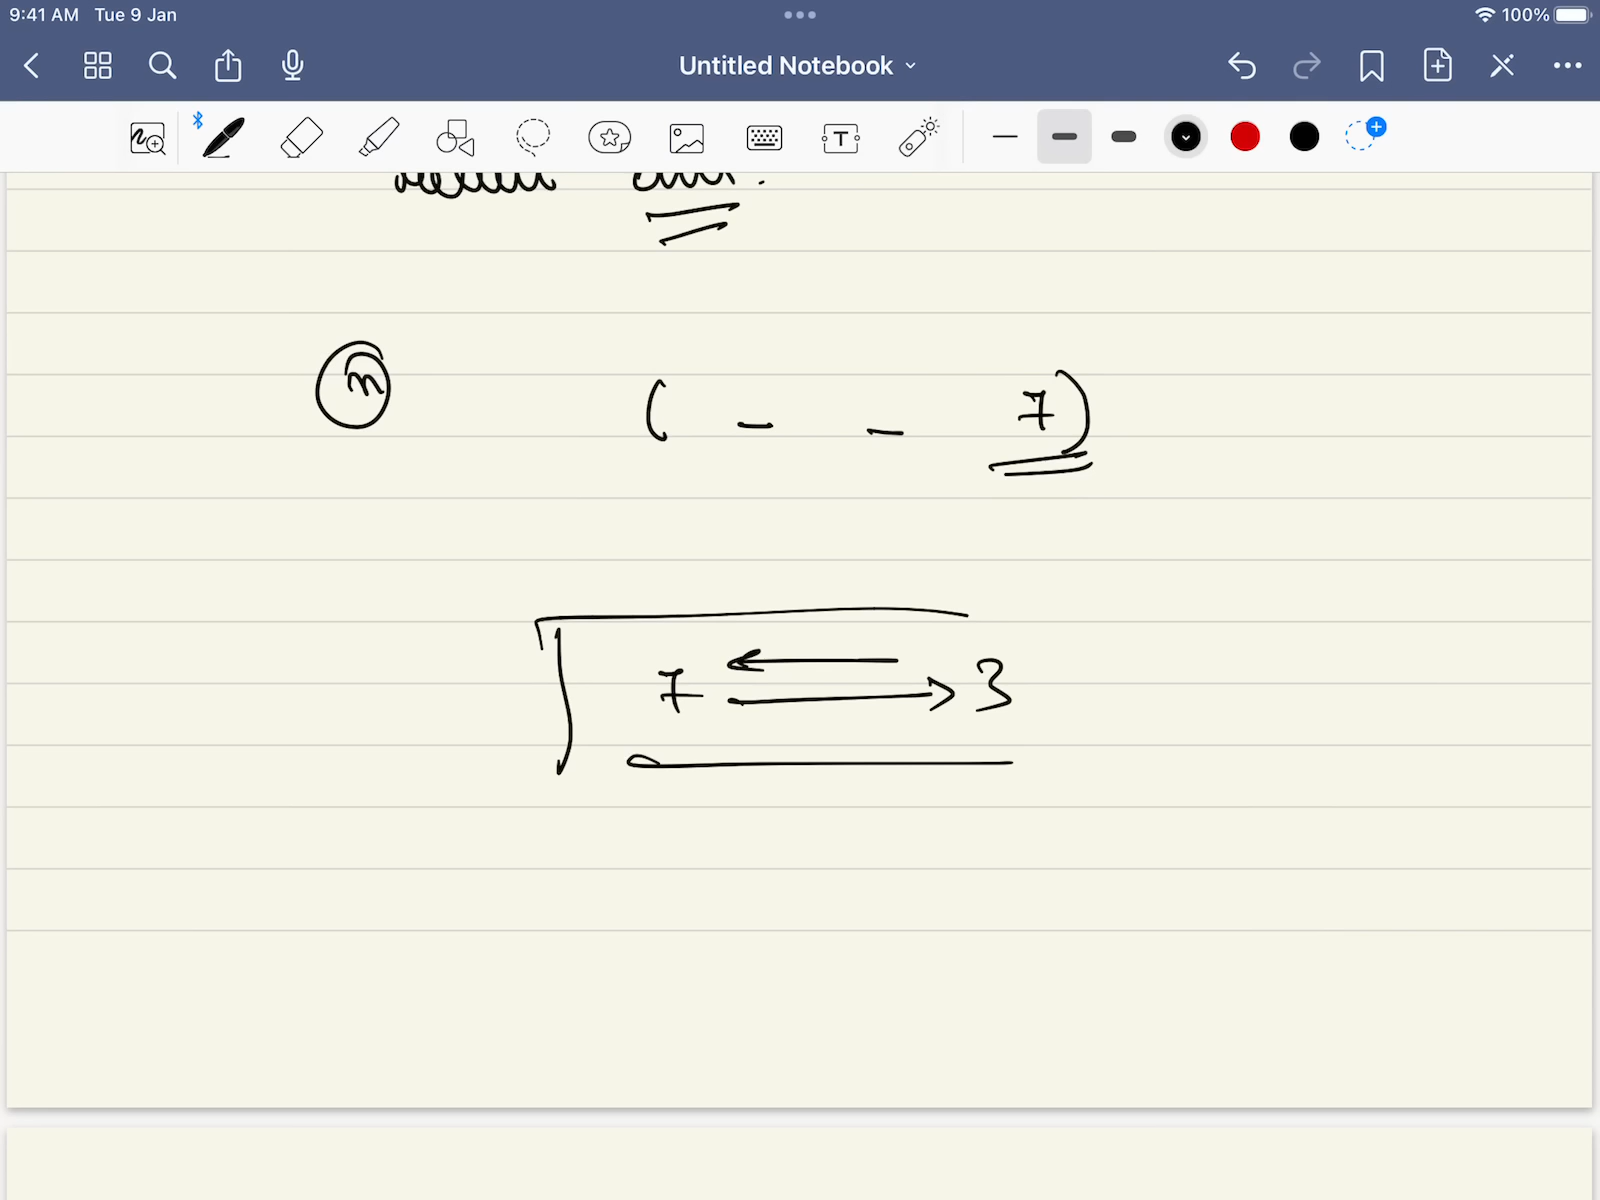 9:41 AM Tue 9 Jan 100%
Untitled Notebook
T
n ( _ _ 7)
7 ⇄ 3